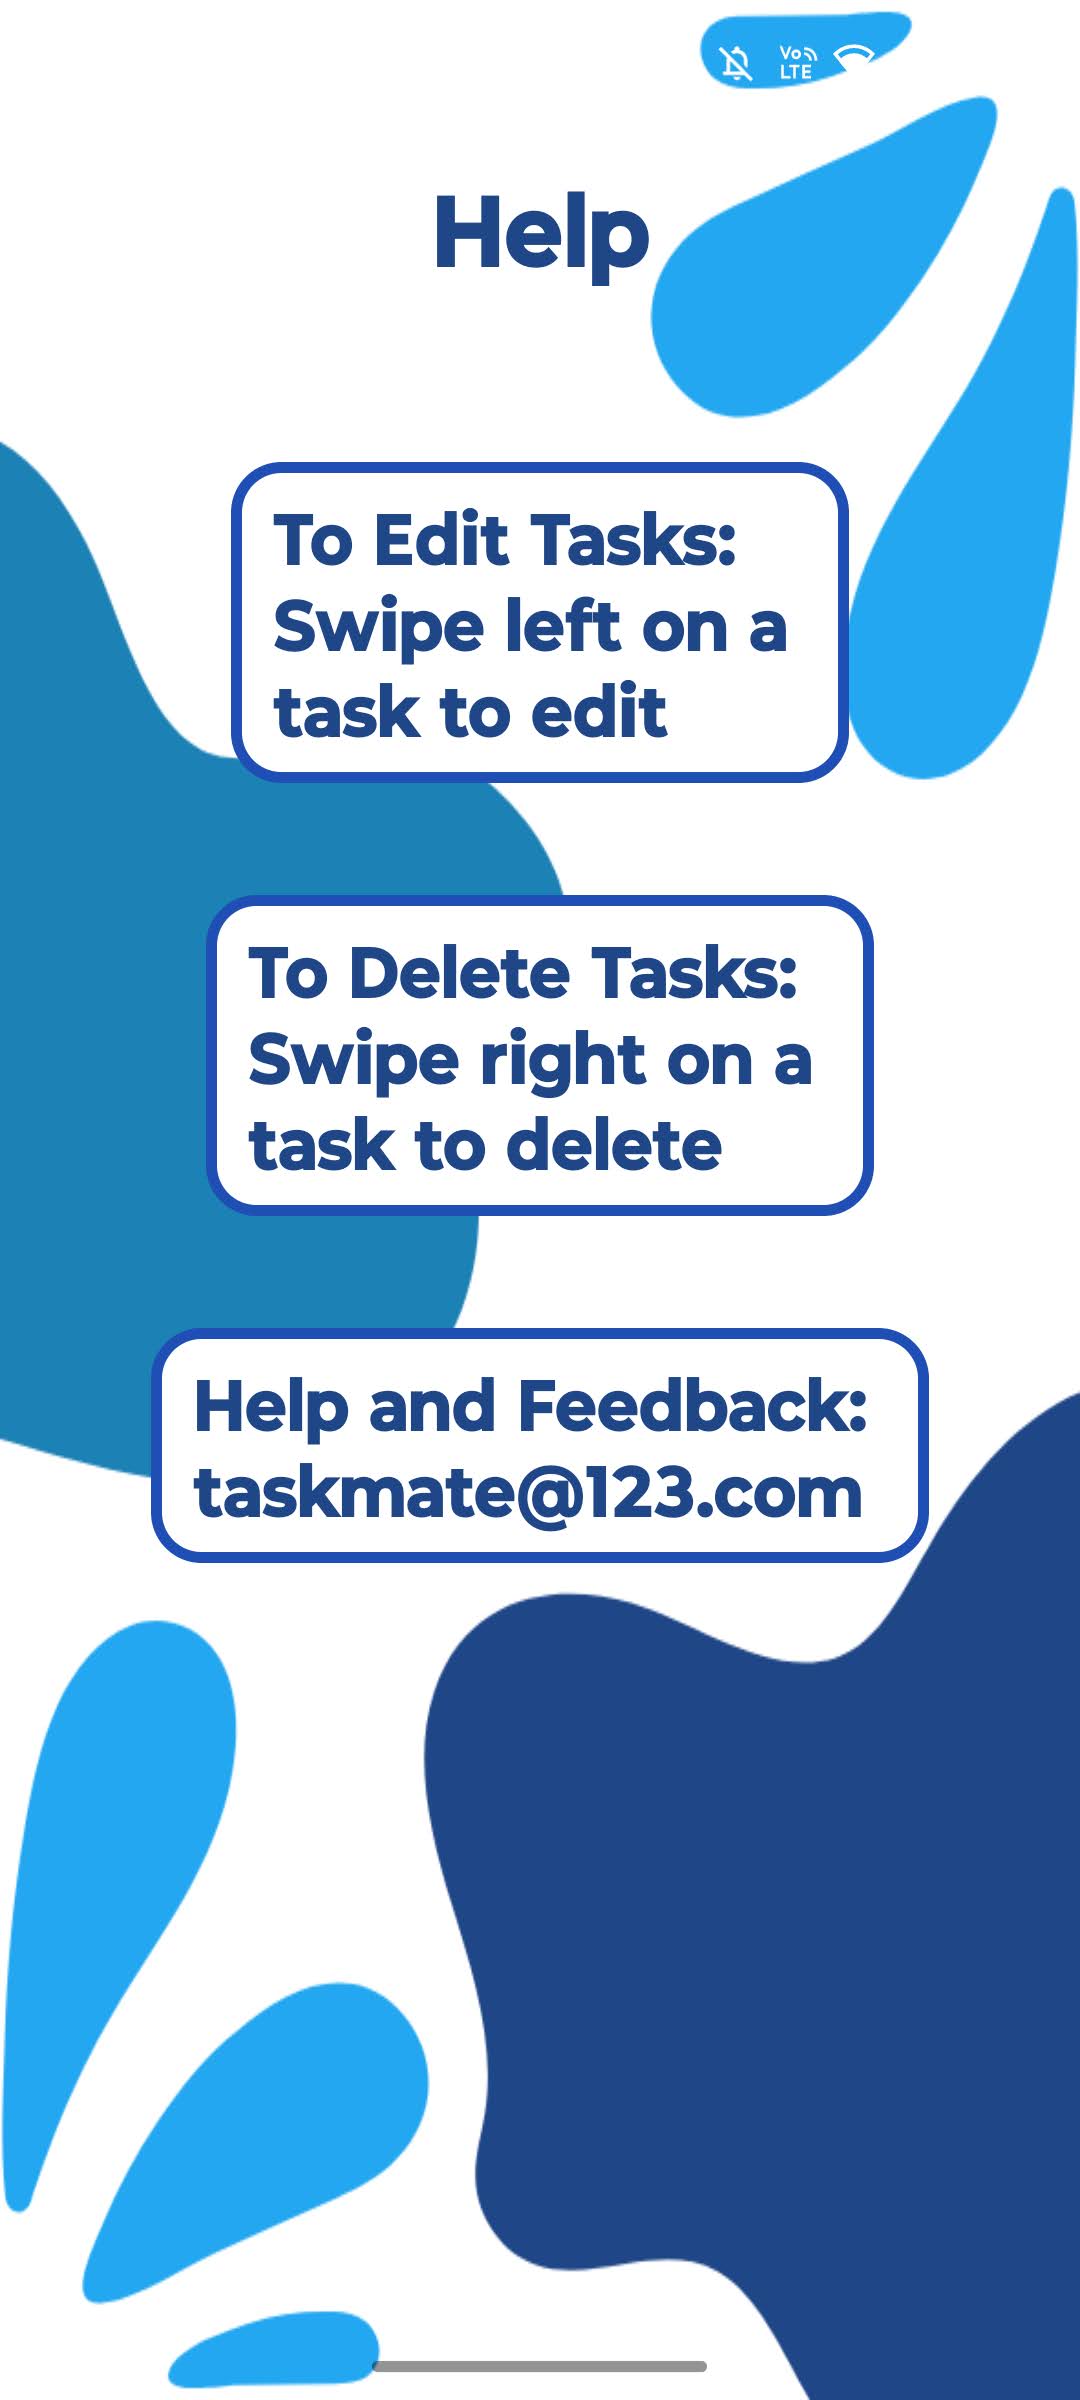 Vo
LTE
Help
To Edit Tasks:
Swipe left on a
task to edit
To Delete Tasks:
Swipe right on a
task to delete
Help and Feedback:
taskmate@123.com